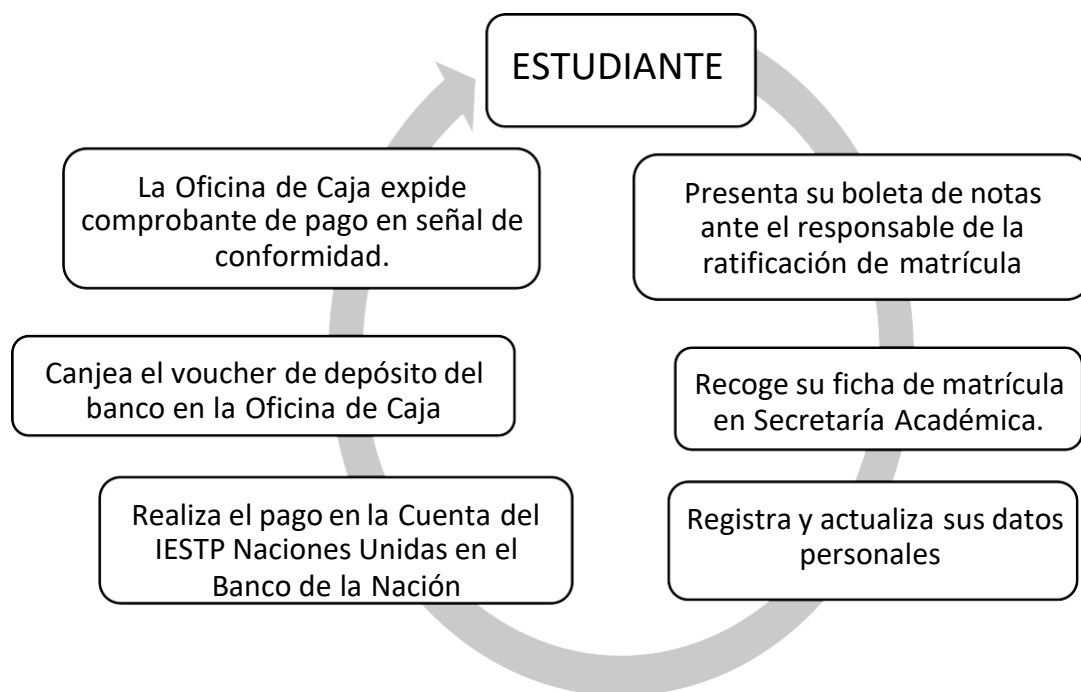 ESTUDIANTE
Presenta su boleta de notas
ante el responsable de la
ratificación de matrícula
Recoge su ficha de matrícula
en Secretaría Académica.
Registra y actualiza sus datos
personales
Realiza el pago en la Cuenta del
IESTP Naciones Unidas en el
Banco de la Nación
Canjea el voucher de depósito del
banco en la Oficina de Caja
La Oficina de Caja expide
comprobante de pago en señal de
conformidad.